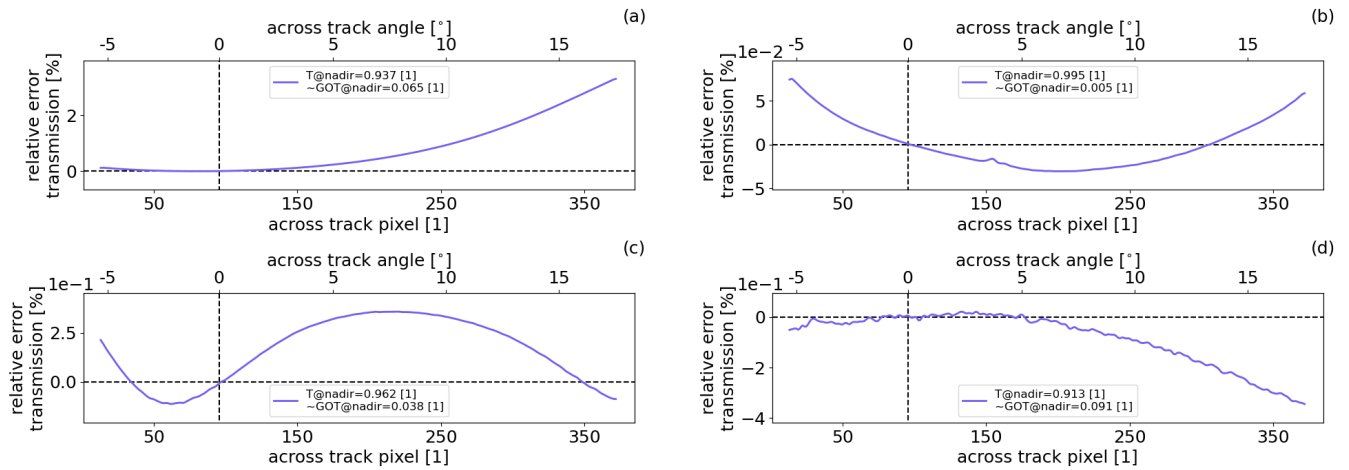 (a)
across track angle [°]
-5 0 5 10 15
relative error
transmission [%]
2
0
T@nadir=0.937 [1]
~GOT@nadir=0.065 [1]
50 150 250 350
across track pixel [1]
(b)
across track angle [°]
1e−2
-5 0 5 10 15
relative error
transmission [%]
5
0
−5
T@nadir=0.995 [1]
~GOT@nadir=0.005 [1]
50 150 250 350
across track pixel [1]
(c)
across track angle [°]
1e−1
-5 0 5 10 15
relative error
transmission [%]
2.5
0.0
T@nadir=0.962 [1]
~GOT@nadir=0.038 [1]
50 150 250 350
across track pixel [1]
(d)
across track angle [°]
1e−1
-5 0 5 10 15
relative error
transmission [%]
0
−2
−4
T@nadir=0.913 [1]
~GOT@nadir=0.091 [1]
50 150 250 350
across track pixel [1]